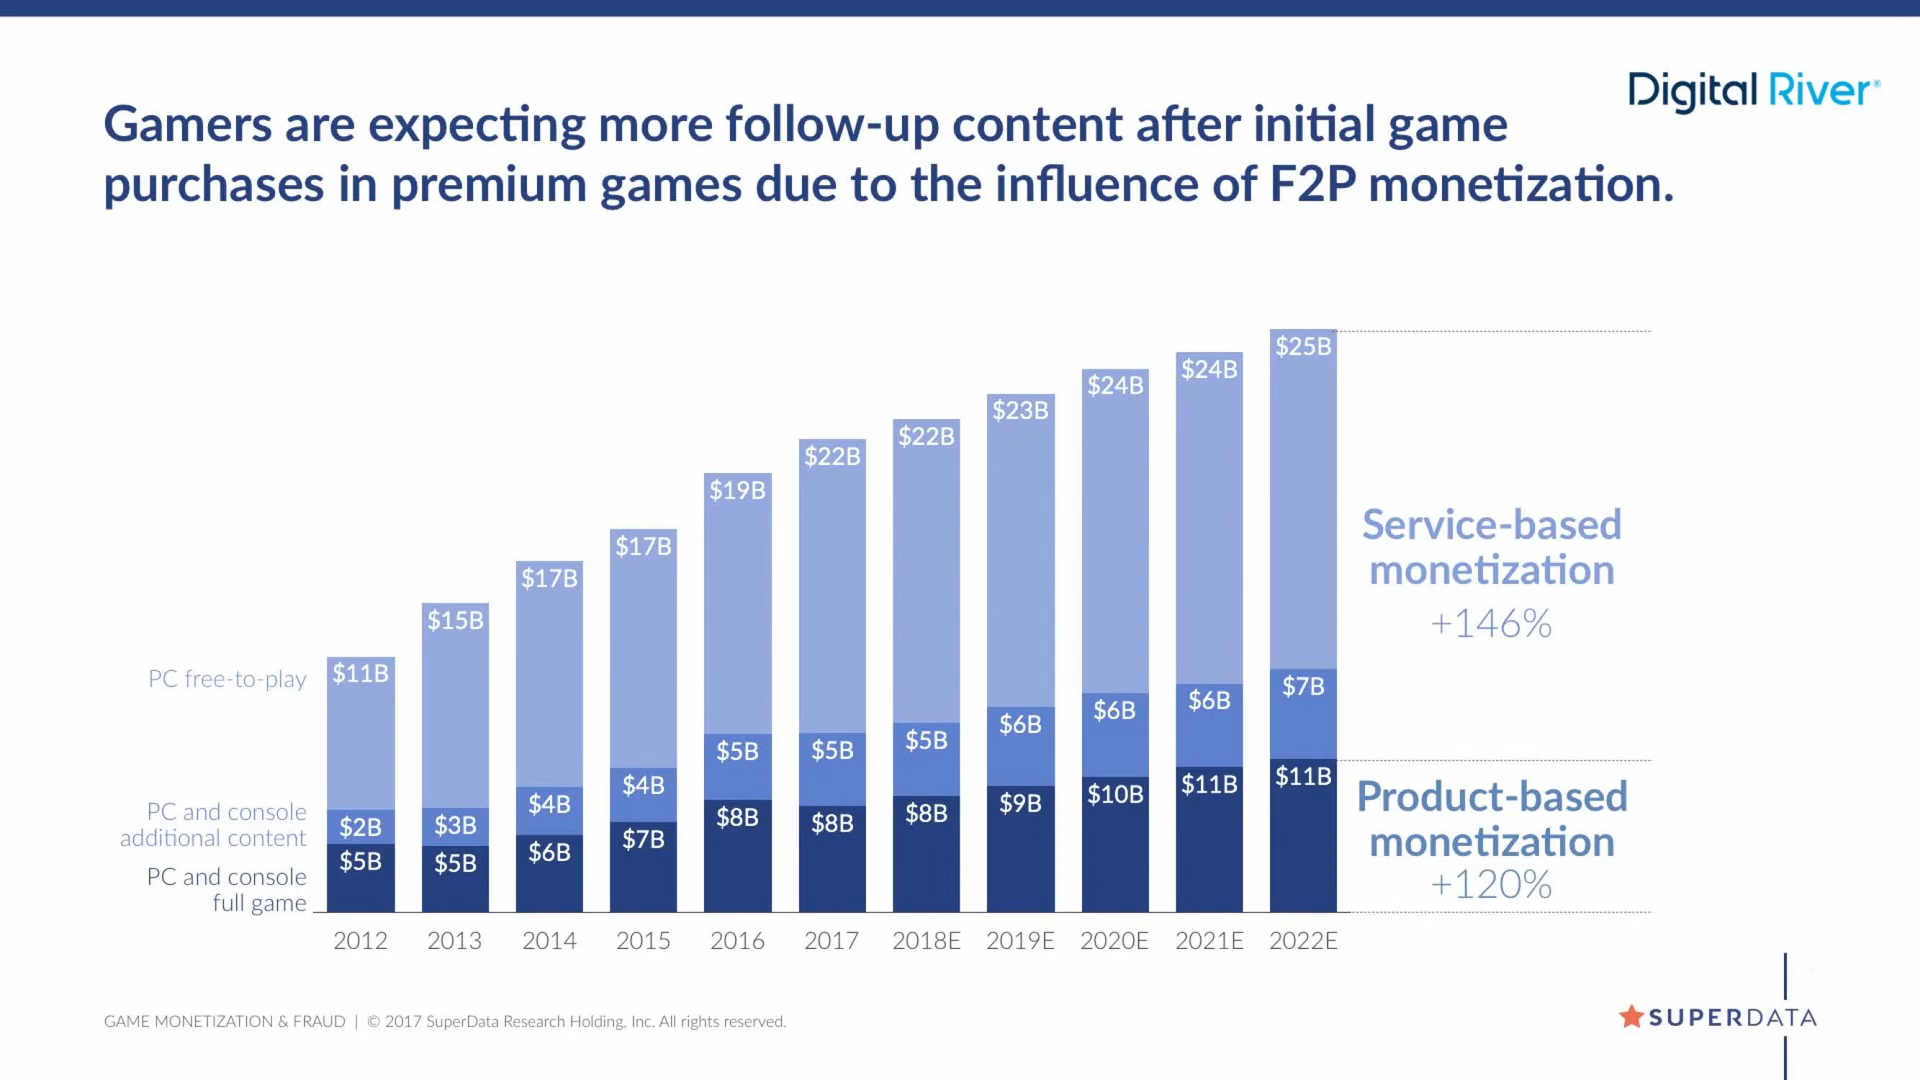 Digital River®
Gamers are expecting more follow-up content after initial game
purchases in premium games due to the influence of F2P monetization.
PC free-to-play
PC and console
additional content
PC and console
full game
$11B
$2B
$5B
$15B
$3B
$5B
$17B
$4B
$6B
$17B
$4B
$7B
$19B
$5B
$8B
$22B
$5B
$8B
$22B
$5B
$8B
$23B
$6B
$9B
$24B
$6B
$10B
$24B
$6B
$11B
$25B
$7B
$11B
Service-based
monetization
+146%
Product-based
monetization
+120%
2012 2013 2014 2015 2016 2017 2018E 2019E 2020E 2021E 2022E
GAME MONETIZATION & FRAUD | © 2017 SuperData Research Holding, Inc. All rights reserved.
SUPERDATA